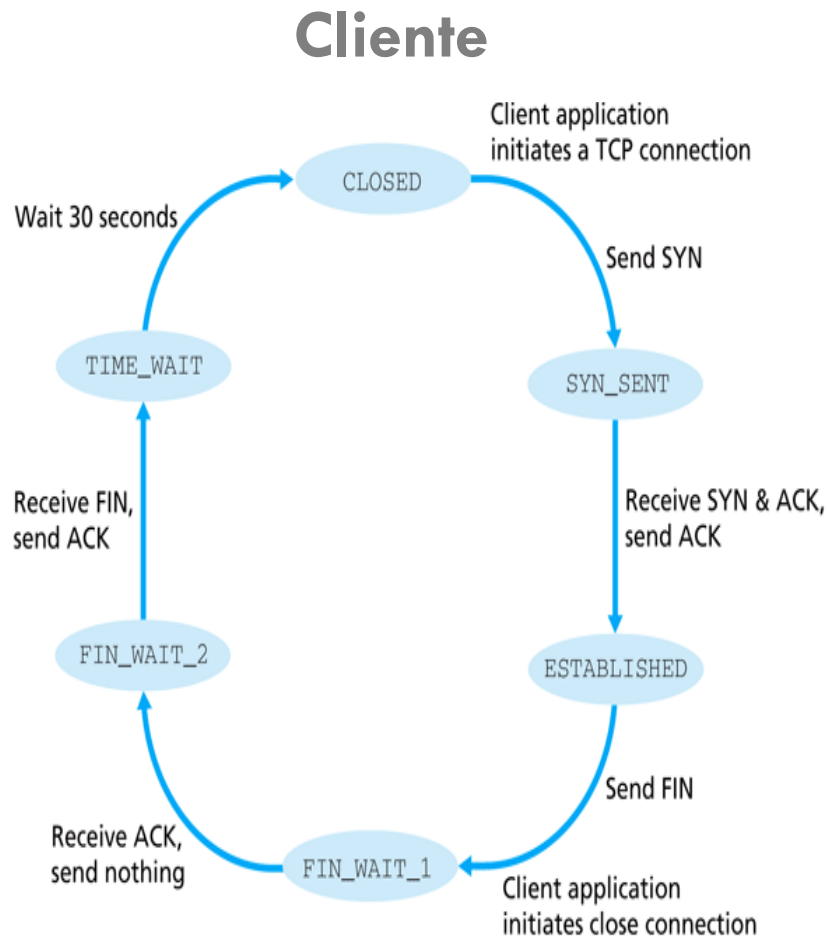 Cliente
Client application
initiates a TCP connection
CLOSED
Wait 30 seconds
Send SYN
TIME_WAIT
SYN_SENT
Receive FIN,
send ACK
Receive SYN & ACK,
send ACK
FIN_WAIT_2
ESTABLISHED
Send FIN
Receive ACK,
send nothing
FIN_WAIT_1
Client application
initiates close connection